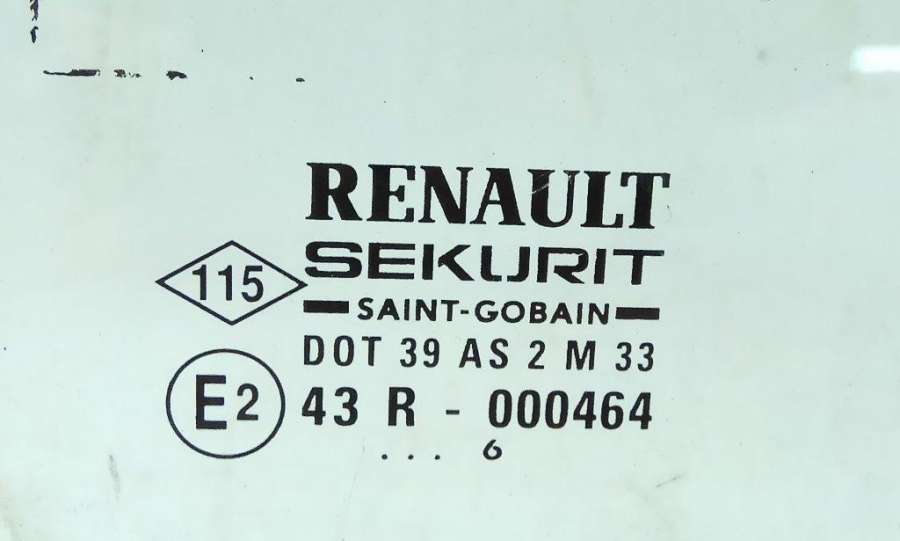 RENAULT
SEKURIT
115
SAINT-GOBAIN
DOT 39 AS 2 M 33
E2 43 R - 000464
... 6